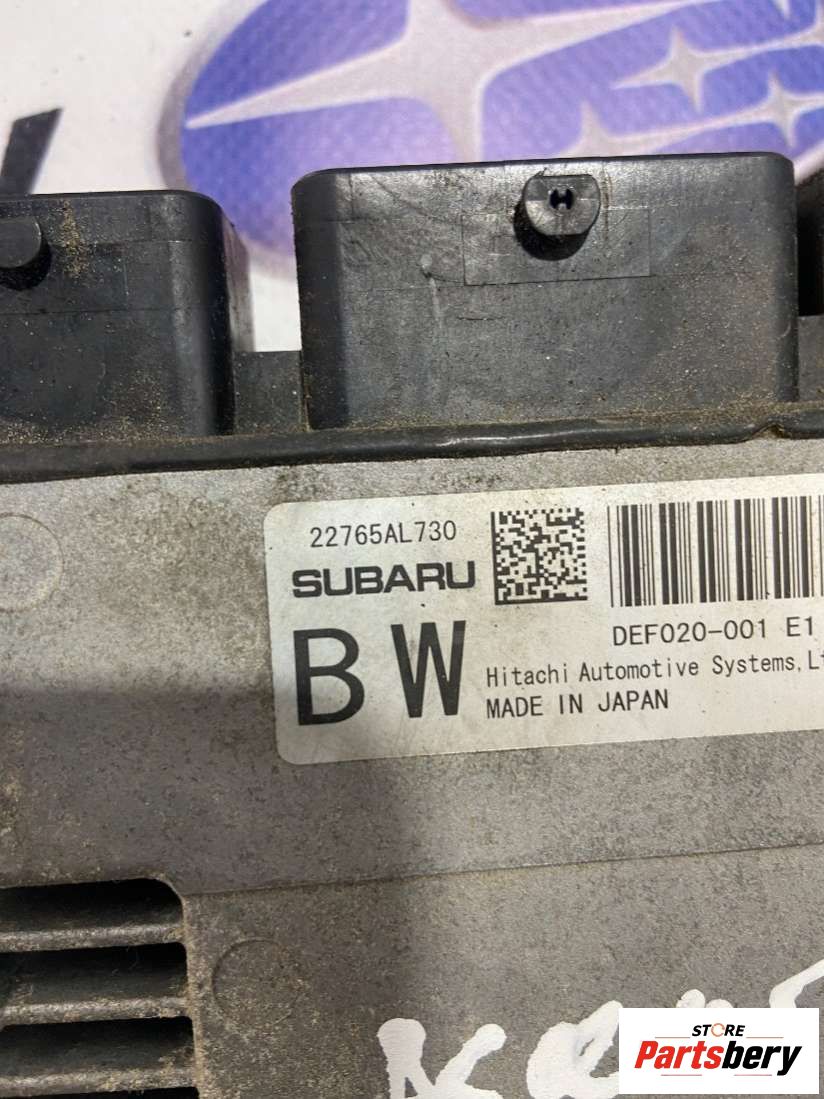 22765AL730
SUBARU
BW
DEF020-001 E1
Hitachi Automotive Systems,
MADE IN JAPAN
STORE
Partsbery